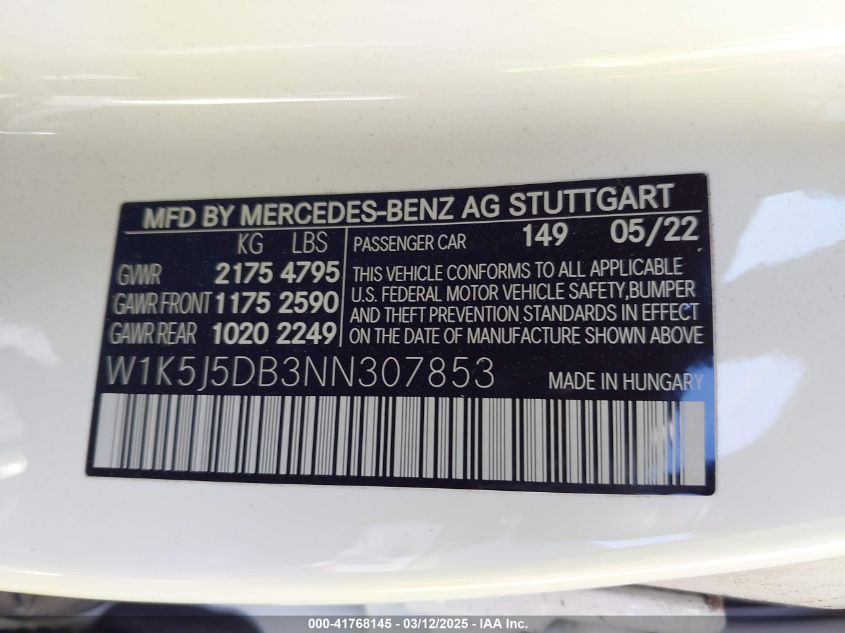 MFD BY MERCEDES-BENZ AG STUTTGART
KG LBS
GVWR 2175 4795
GAWR FRONT 1175 2590
GAWR REAR 1020 2249
PASSENGER CAR 149 05/22
THIS VEHICLE CONFORMS TO ALL APPLICABLE
U.S. FEDERAL MOTOR VEHICLE SAFETY,BUMPER
AND THEFT PREVENTION STANDARDS IN EFFECT
ON THE DATE OF MANUFACTURE SHOWN ABOVE
W1K5J5DB3NN307853 MADE IN HUNGARY
000-41768145 - 03/12/2025 - IAA Inc.